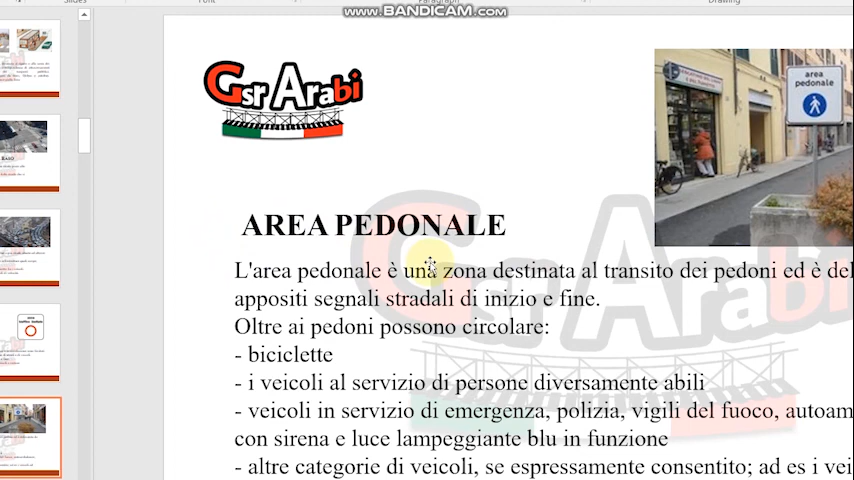 www.BANDICAM.com
Gsr Arabi
area
pedonale
AREA PEDONALE
L'area pedonale è una zona destinata al transito dei pedoni ed è del
appositi segnali stradali di inizio e fine.
Oltre ai pedoni possono circolare:
- biciclette
- i veicoli al servizio di persone diversamente abili
- veicoli in servizio di emergenza, polizia, vigili del fuoco, autoam
con sirena e luce lampeggiante blu in funzione
- altre categorie di veicoli, se espressamente consentito; ad es i vei